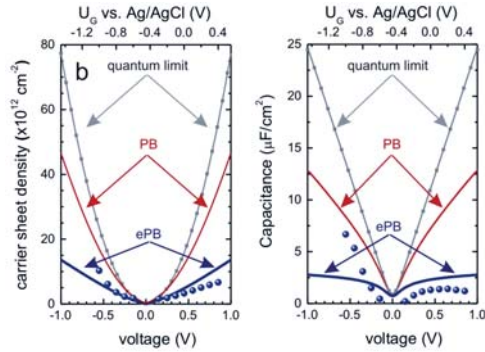 U_G vs. Ag/AgCl (V)
-1.2 -0.8 -0.4 0.0 0.4
80
60
40
20
0
carrier sheet density (x10^12 cm^-2)
b
quantum limit
PB
ePB
-1.0 -0.5 0.0 0.5 1.0
voltage (V)
U_G vs. Ag/AgCl (V)
-1.2 -0.8 -0.4 0.0 0.4
25
20
15
10
5
0
Capacitance (μF/cm²)
quantum limit
PB
ePB
-1.0 -0.5 0.0 0.5 1.0
voltage (V)